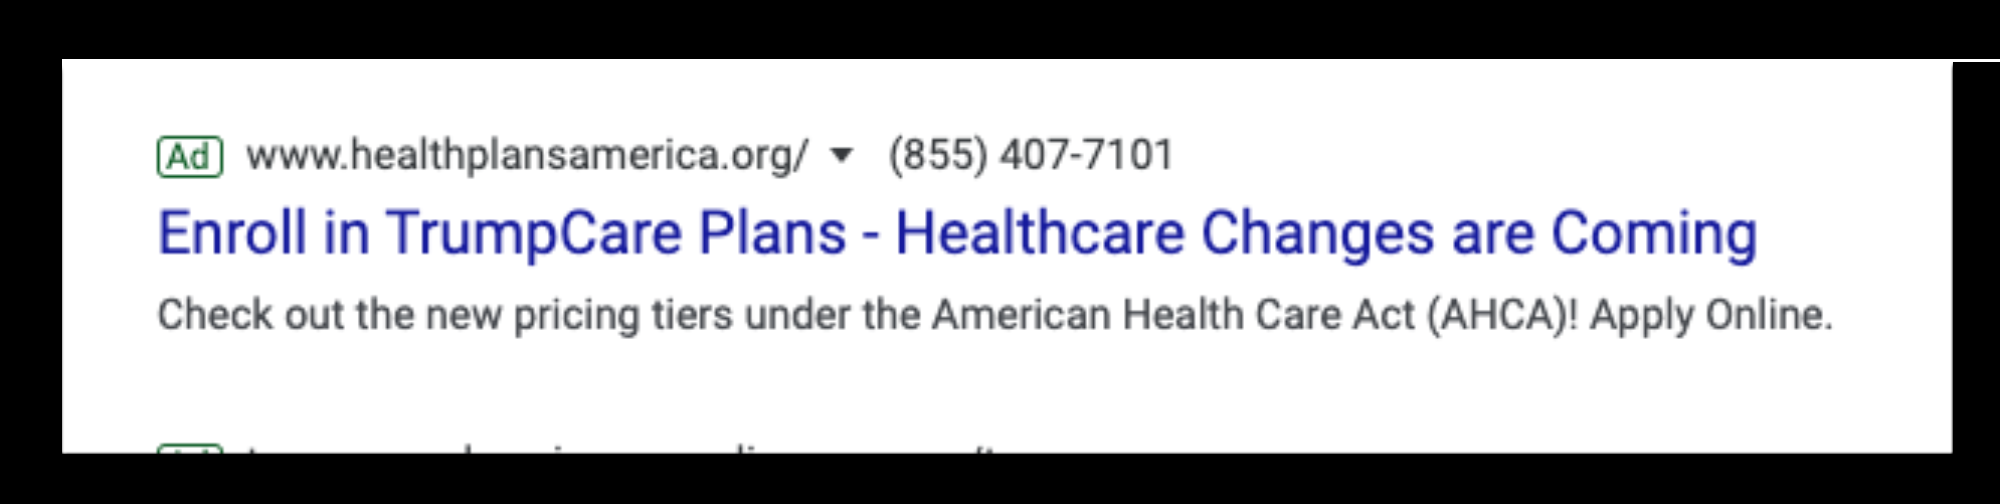 Ad www.healthplansamerica.org/ ▼ (855) 407-7101
Enroll in TrumpCare Plans - Healthcare Changes are Coming
Check out the new pricing tiers under the American Health Care Act (AHCA)! Apply Online.